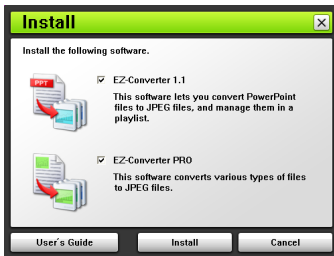 Install
Install the following software.
PPT
EZ-Converter 1.1
This software lets you convert PowerPoint
files to JPEG files, and manage them in a
playlist.
EZ-Converter PRO
This software converts various types of files
to JPEG files.
User's Guide
Install
Cancel